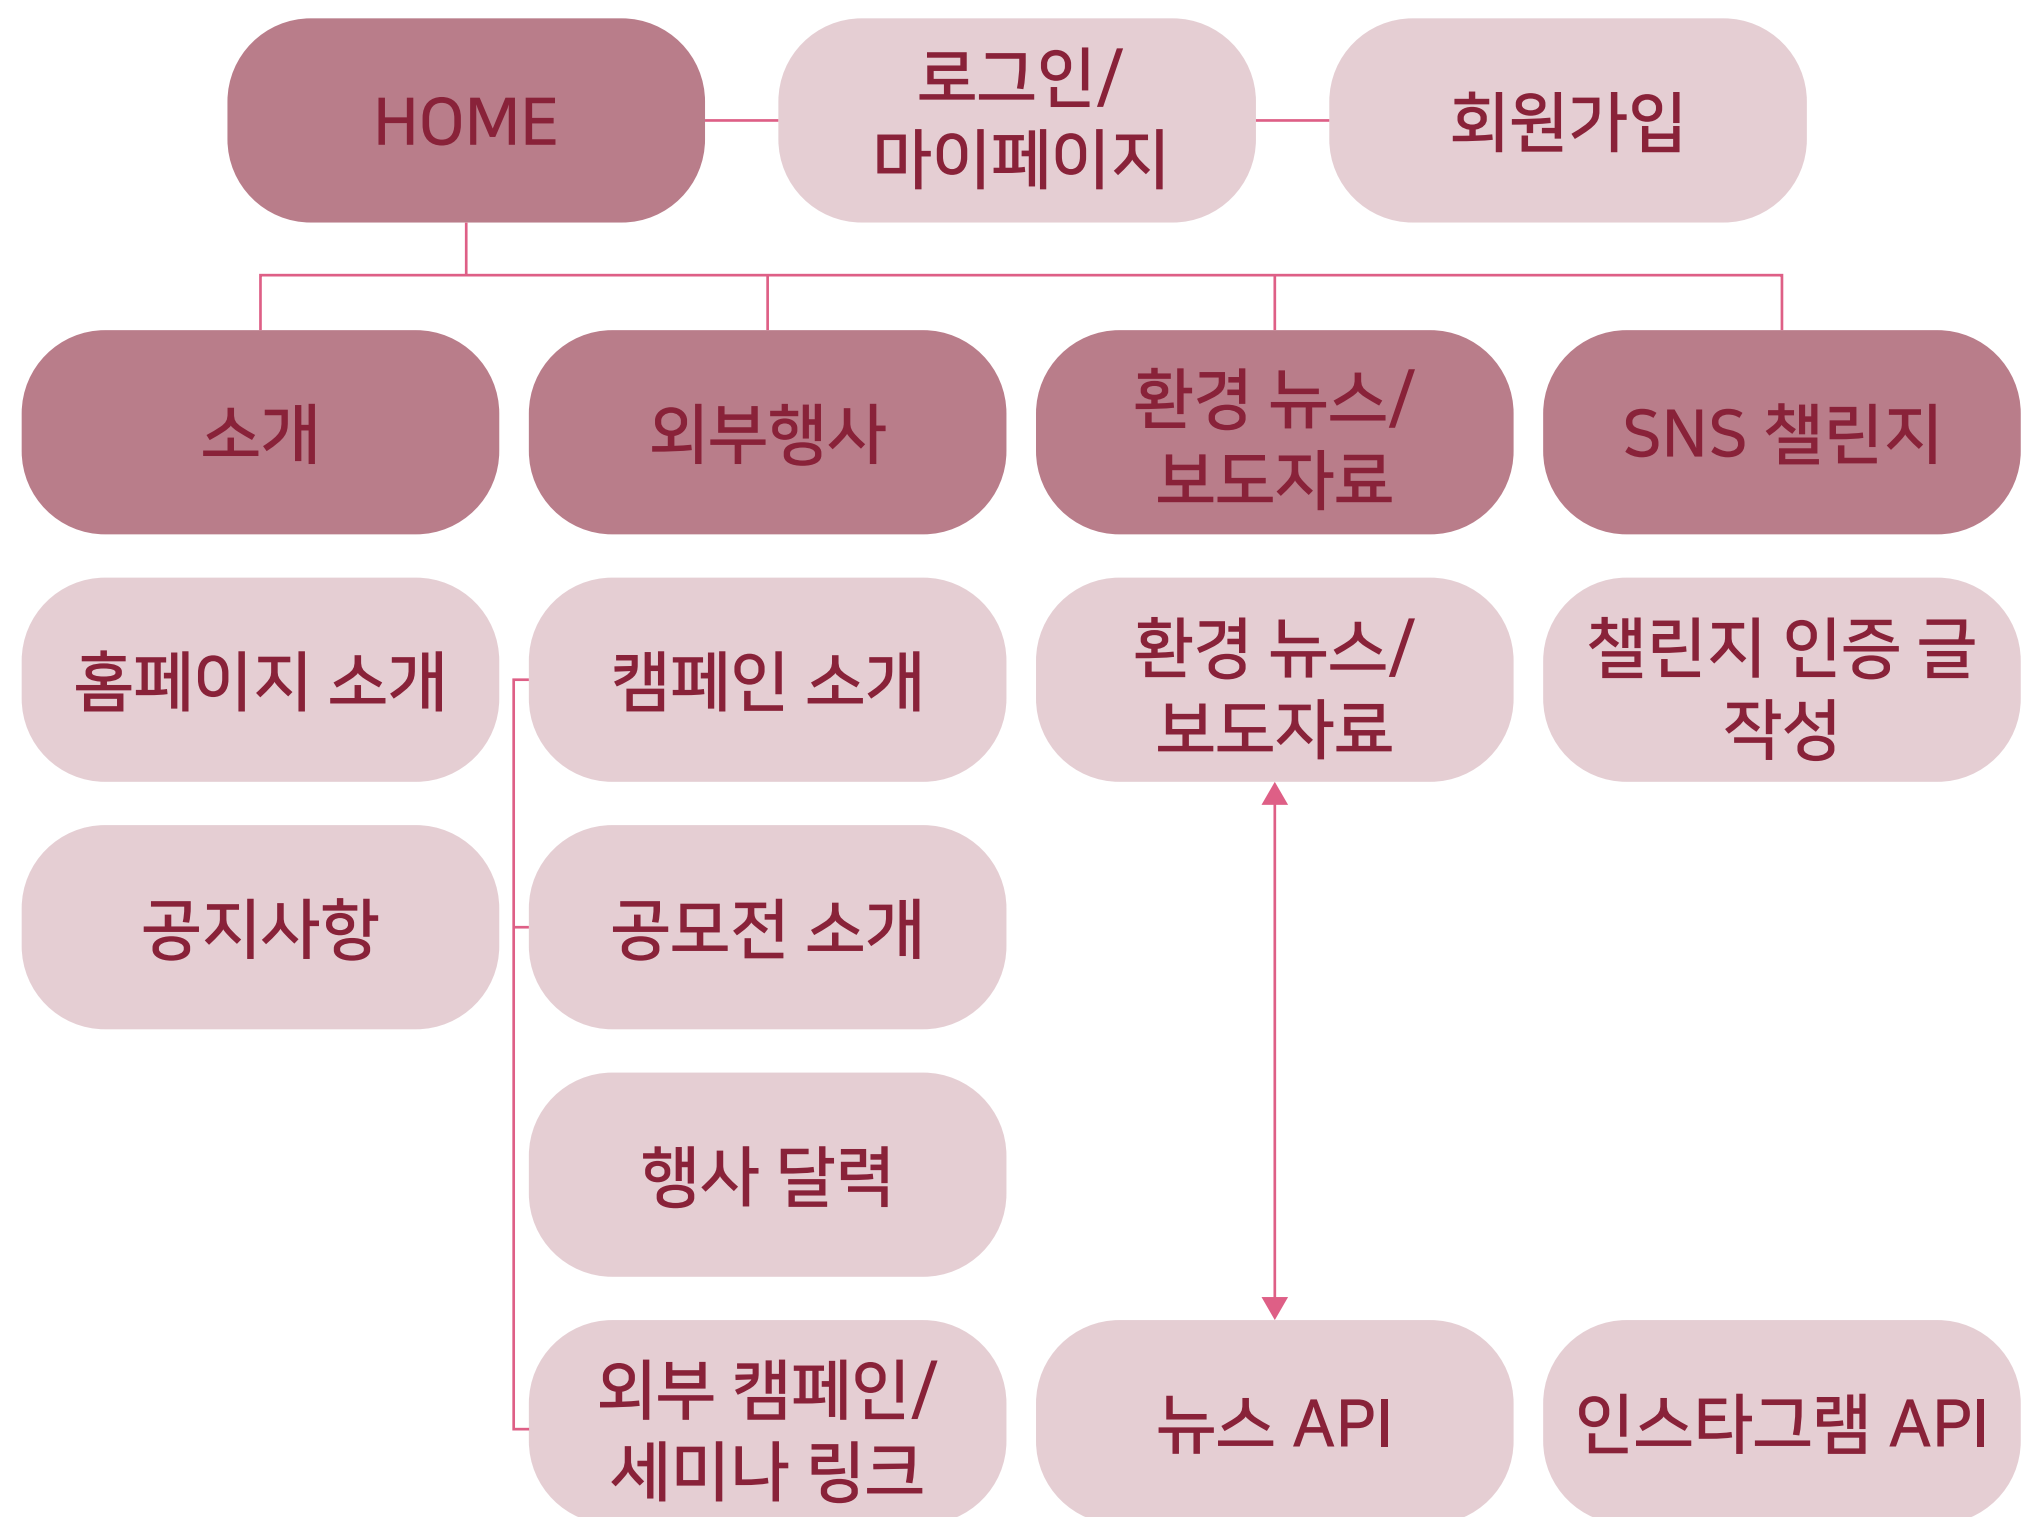 HOME
로그인/
마이페이지
회원가입
소개
외부행사
환경 뉴스/
보도자료
SNS 챌린지
홈페이지 소개
캠페인 소개
환경 뉴스/
보도자료
챌린지 인증 글
작성
공지사항
공모전 소개
행사 달력
외부 캠페인/
세미나 링크
뉴스 API
인스타그램 API